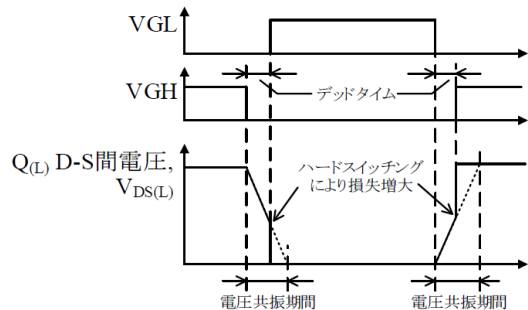 VGL
デッドタイム
VGH
Q(L) D-S間電圧,
VDS(L)
ハードスイッチング
により損失増大
電圧共振期間
電圧共振期間